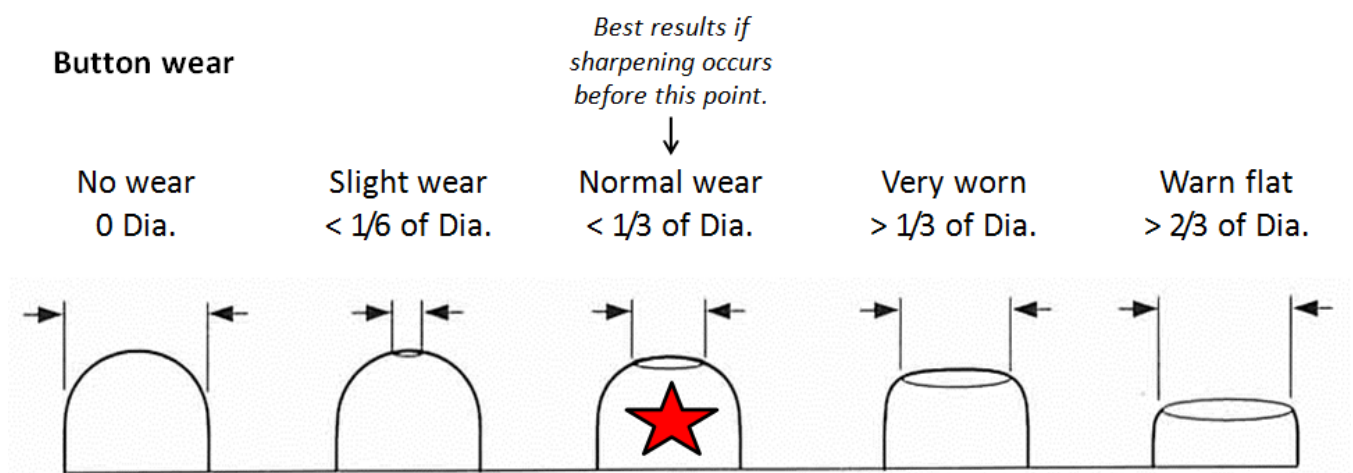 Button wear
Best results if
sharpening occurs
before this point.
No wear
0 Dia.
Slight wear
< 1/6 of Dia.
Normal wear
< 1/3 of Dia.
Very worn
> 1/3 of Dia.
Warn flat
> 2/3 of Dia.